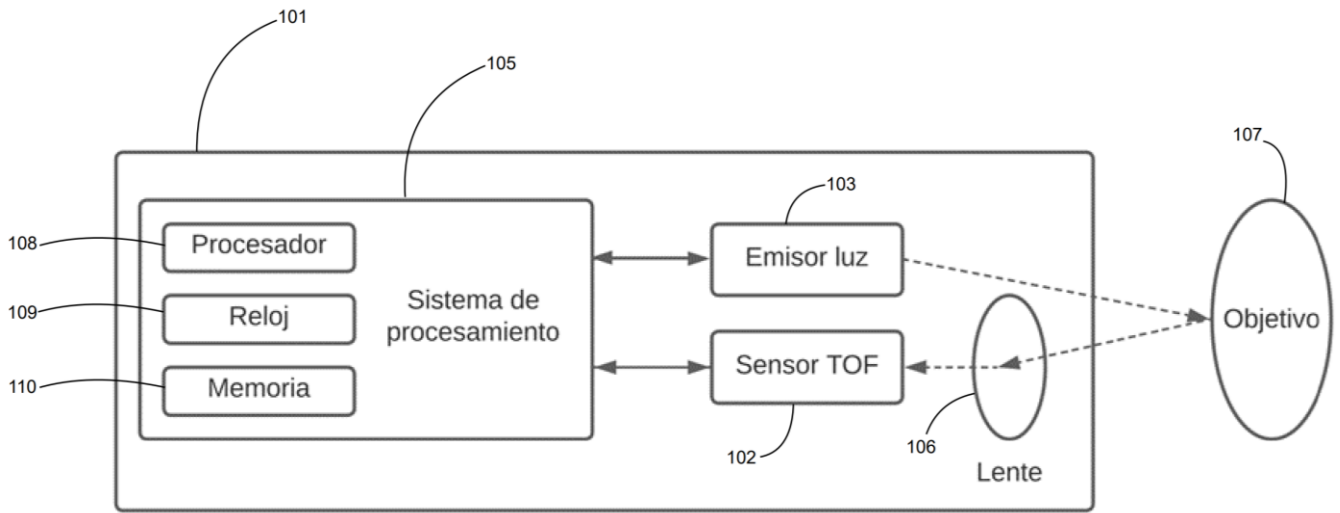 101
105
107
103
108
Procesador
Emisor luz
109
Reloj
Sistema de
procesamiento
Objetivo
110
Memoria
Sensor TOF
102
106
Lente